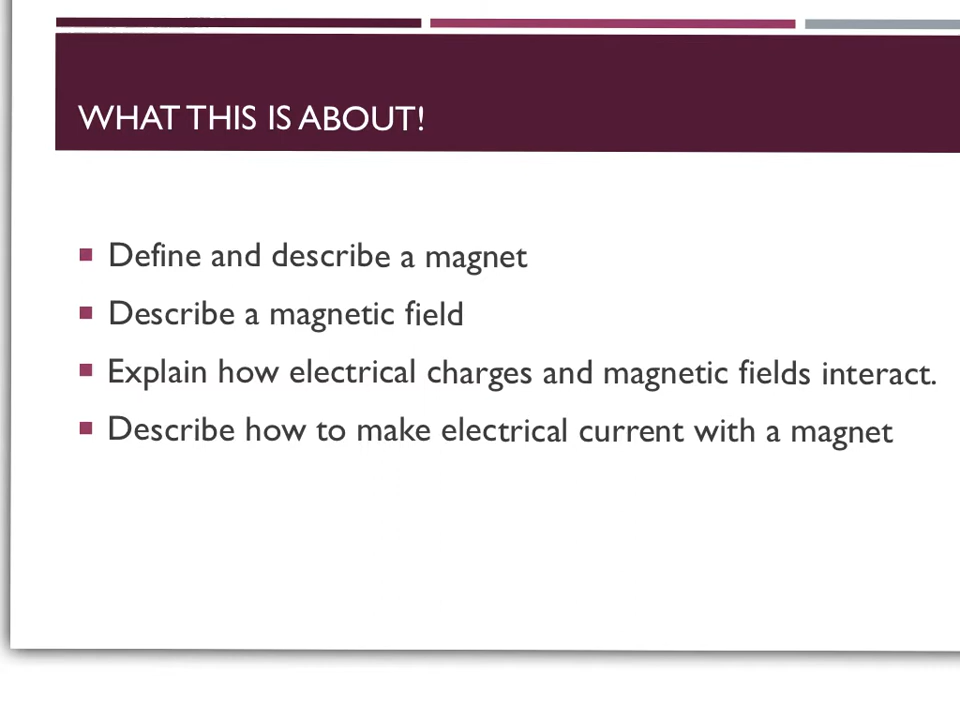 WHAT THIS IS ABOUT!
Define and describe a magnet
Describe a magnetic field
Explain how electrical charges and magnetic fields interact.
Describe how to make electrical current with a magnet